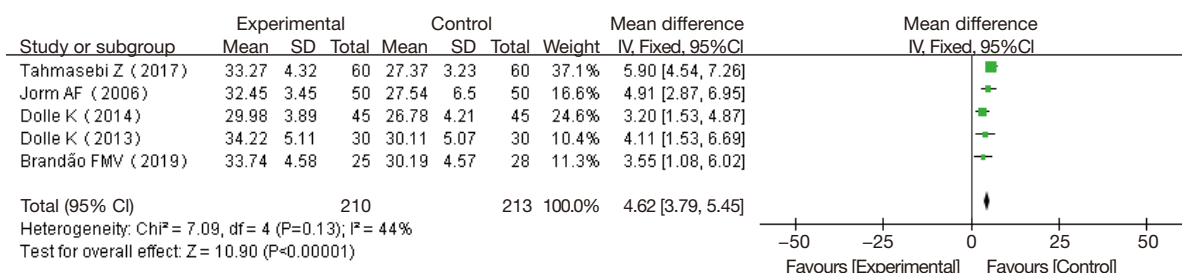 Experimental Control Mean difference Mean difference
Study or subgroup Mean SD Total Mean SD Total Weight IV, Fixed, 95%CI IV, Fixed, 95%CI
Tahmasebi Z (2017) 33.27 4.32 60 27.37 3.23 60 37.1% 5.90 [4.54, 7.26]
Jorm AF (2006) 32.45 3.45 50 27.54 6.5 50 16.6% 4.91 [2.87, 6.95]
Dolle K (2014) 29.98 3.89 45 26.78 4.21 45 24.6% 3.20 [1.53, 4.87]
Dolle K (2013) 34.22 5.11 30 30.11 5.07 30 10.4% 4.11 [1.53, 6.69]
Brandão FMV (2019) 33.74 4.58 25 30.19 4.57 28 11.3% 3.55 [1.08, 6.02]
Total (95% CI) 210 213 100.0% 4.62 [3.79, 5.45]
Heterogeneity: Chi² = 7.09, df = 4 (P=0.13); I² = 44%
Test for overall effect: Z = 10.90 (P<0.00001)
−50 −25 0 25 50
Favours [Experimental] Favours [Control]